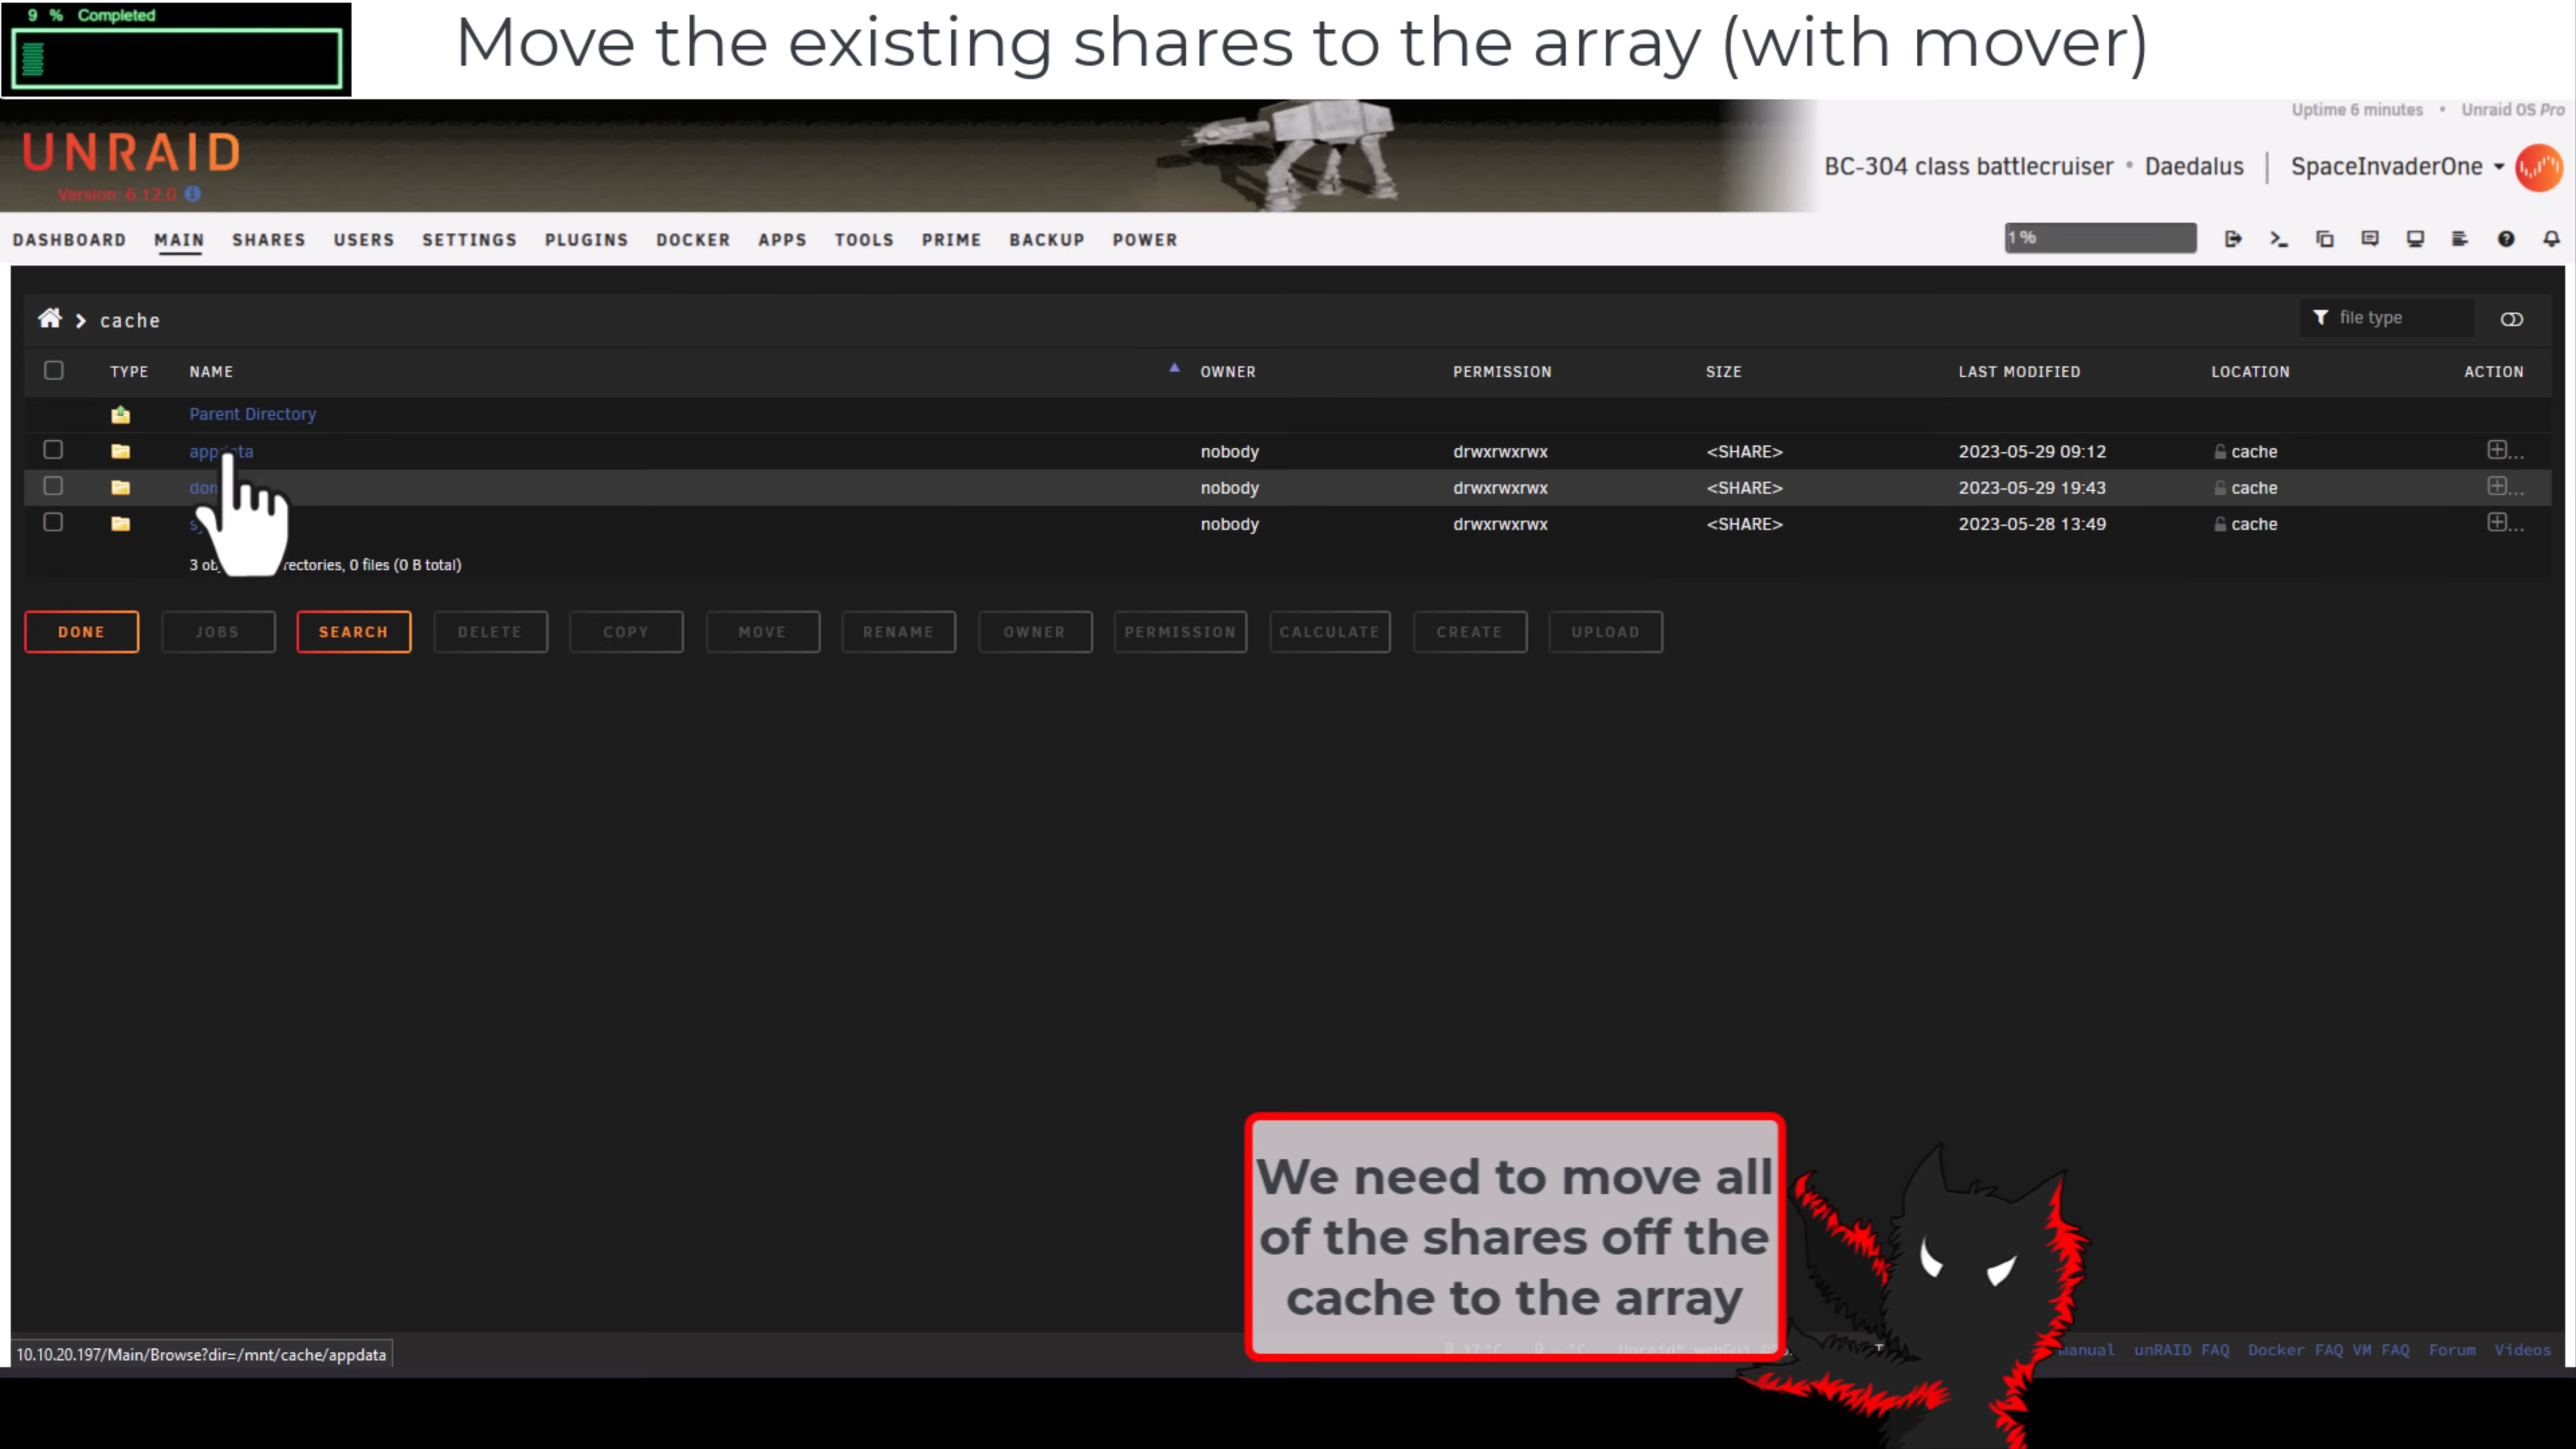 9 % Completed
Move the existing shares to the array (with mover)
Uptime 6 minutes • Unraid OS Pro
UNRAID
Version: 6.12.0
BC-304 class battlecruiser • Daedalus
SpaceInvaderOne
DASHBOARD MAIN SHARES USERS SETTINGS PLUGINS DOCKER APPS TOOLS PRIME BACKUP POWER
1%
cache
file type
TYPE NAME OWNER PERMISSION SIZE LAST MODIFIED LOCATION ACTION
Parent Directory
nobody drwxrwxrwx <SHARE> 2023-05-29 09:12 cache ...
nobody drwxrwxrwx <SHARE> 2023-05-29 19:43 cache ...
nobody drwxrwxrwx <SHARE> 2023-05-28 13:49 cache ...
3 0 files (0 B total)
DONE JOBS SEARCH DELETE COPY MOVE RENAME OWNER PERMISSION CALCULATE CREATE UPLOAD
We need to move all
of the shares off the
cache to the array
10.10.20.197/Main/Browse?dir=/mnt/cache/appdata
manual unRAID FAQ Docker FAQ VM FAQ Forum Videos